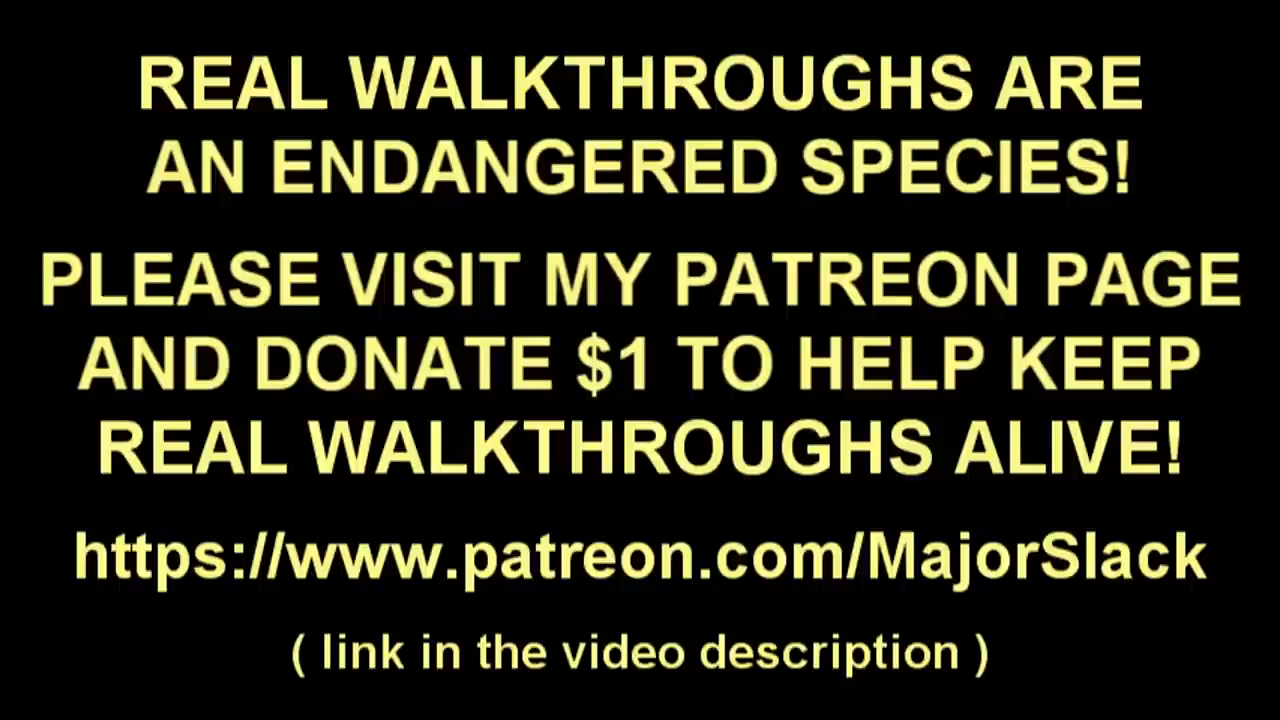 REAL WALKTHROUGHS ARE
AN ENDANGERED SPECIES!
PLEASE VISIT MY PATREON PAGE
AND DONATE $1 TO HELP KEEP
REAL WALKTHROUGHS ALIVE!
https://www.patreon.com/MajorSlack
( link in the video description )